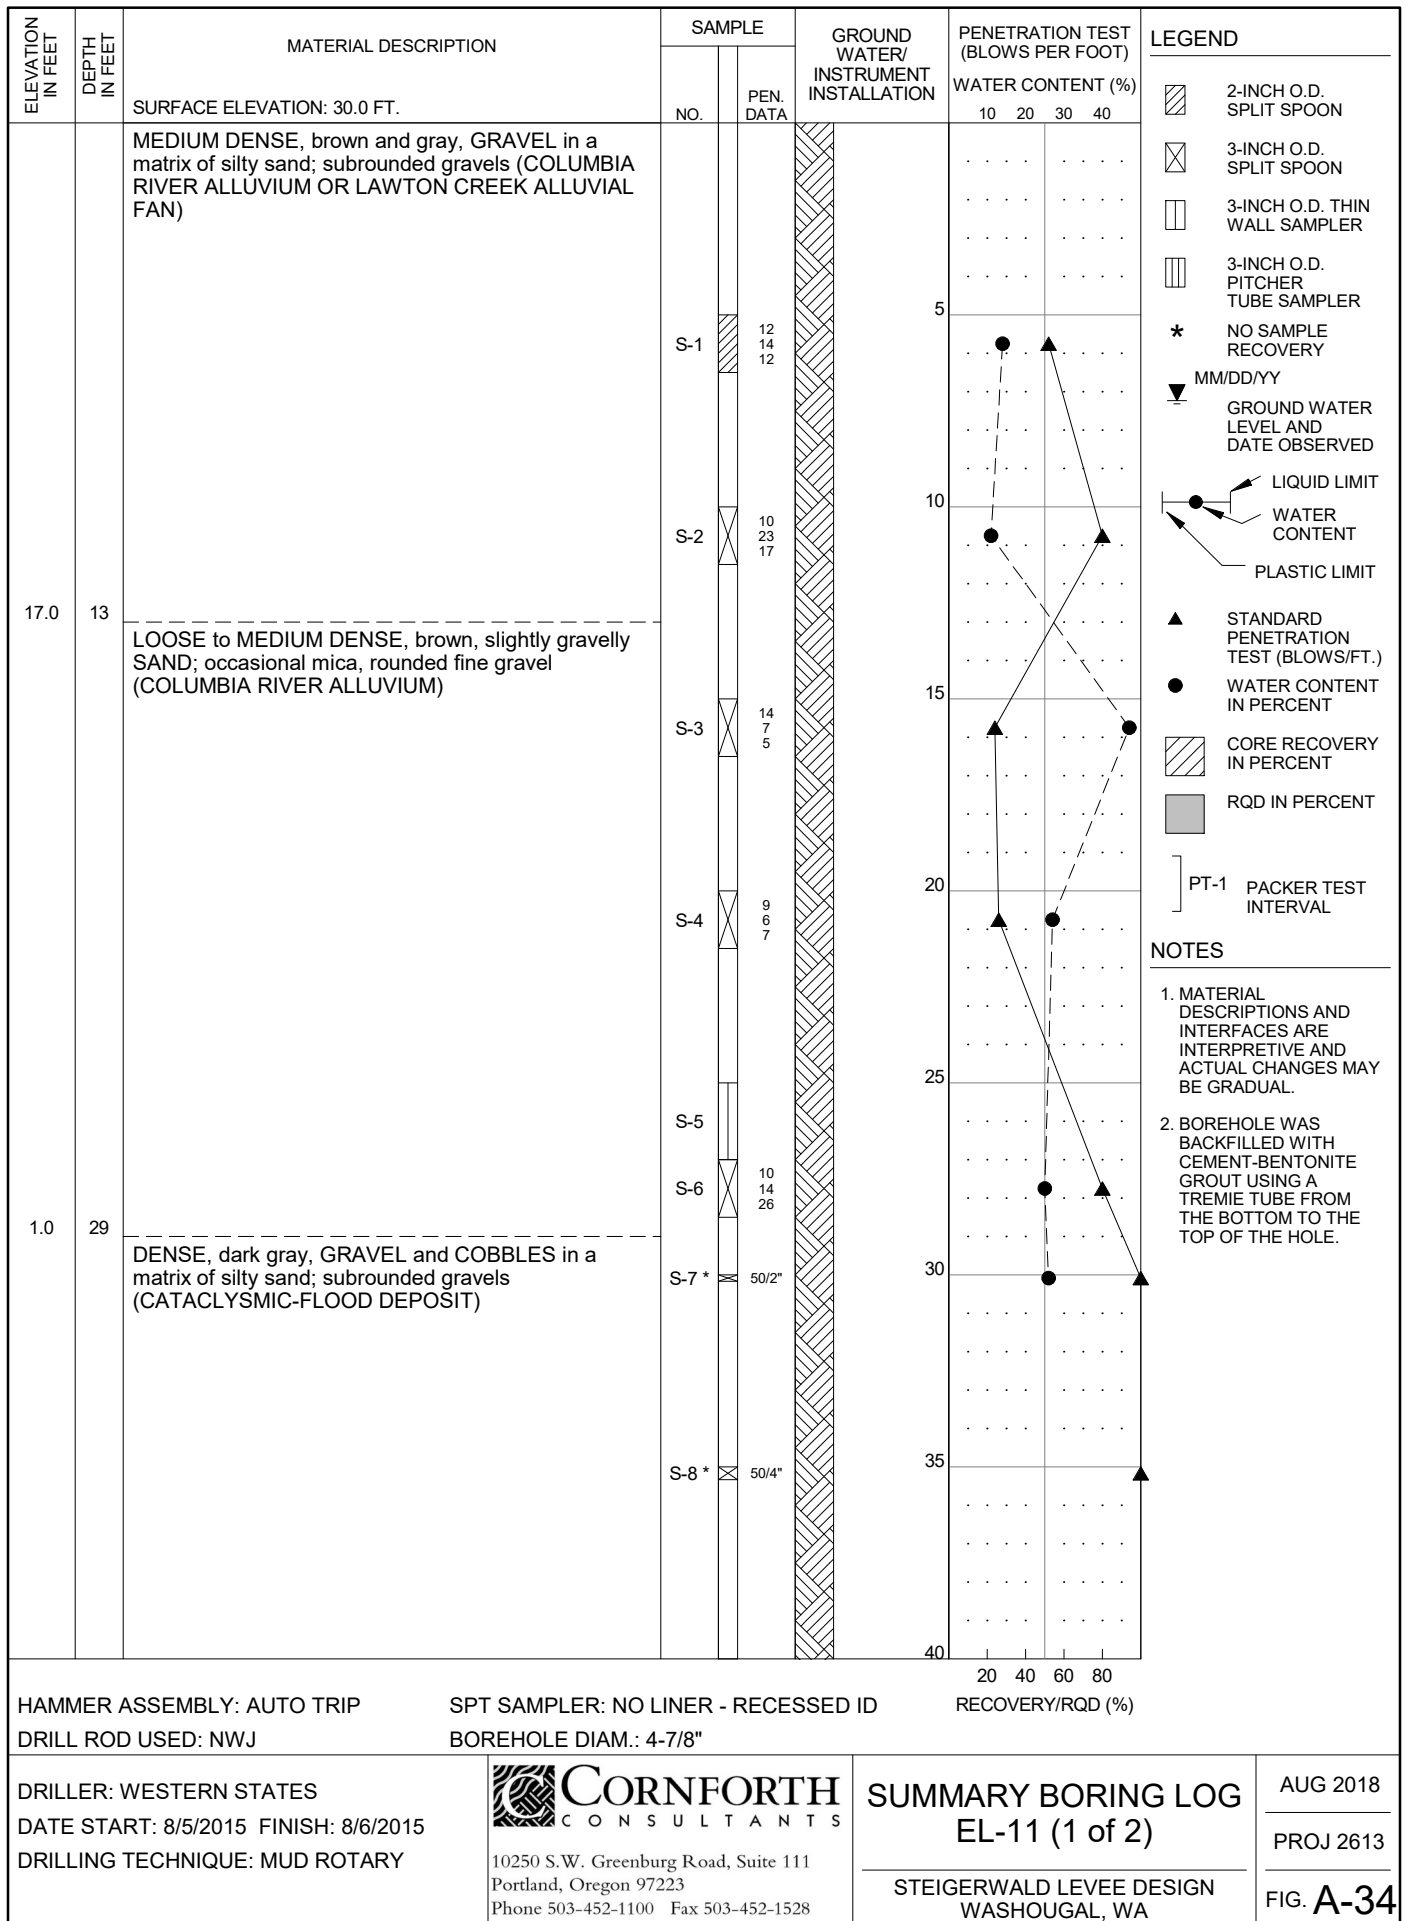 ELEVATION
IN FEET
DEPTH
IN FEET
MATERIAL DESCRIPTION
SURFACE ELEVATION: 30.0 FT.
SAMPLE
NO.
PEN.
DATA
GROUND
WATER/
INSTRUMENT
INSTALLATION
PENETRATION TEST
(BLOWS PER FOOT)
WATER CONTENT (%)
10 20 30 40
MEDIUM DENSE, brown and gray, GRAVEL in a
matrix of silty sand; subrounded gravels (COLUMBIA
RIVER ALLUVIUM OR LAWTON CREEK ALLUVIAL
FAN)
5
S-1
12
14
12
10
S-2
10
23
17
17.0 13
LOOSE to MEDIUM DENSE, brown, slightly gravelly
SAND; occasional mica, rounded fine gravel
(COLUMBIA RIVER ALLUVIUM)
15
S-3
14
7
5
20
S-4
9
6
7
25
S-5
S-6
10
14
26
1.0 29
DENSE, dark gray, GRAVEL and COBBLES in a
matrix of silty sand; subrounded gravels
(CATACLYSMIC-FLOOD DEPOSIT)
30
S-7 * 50/2"
35
S-8 * 50/4"
40
20 40 60 80
RECOVERY/RQD (%)
LEGEND
2-INCH O.D.
SPLIT SPOON
3-INCH O.D.
SPLIT SPOON
3-INCH O.D. THIN
WALL SAMPLER
3-INCH O.D.
PITCHER
TUBE SAMPLER
* NO SAMPLE
RECOVERY
MM/DD/YY
GROUND WATER
LEVEL AND
DATE OBSERVED
LIQUID LIMIT
WATER
CONTENT
PLASTIC LIMIT
STANDARD
PENETRATION
TEST (BLOWS/FT.)
WATER CONTENT
IN PERCENT
CORE RECOVERY
IN PERCENT
RQD IN PERCENT
PT-1 PACKER TEST
INTERVAL
NOTES
1. MATERIAL
DESCRIPTIONS AND
INTERFACES ARE
INTERPRETIVE AND
ACTUAL CHANGES MAY
BE GRADUAL.
2. BOREHOLE WAS
BACKFILLED WITH
CEMENT-BENTONITE
GROUT USING A
TREMIE TUBE FROM
THE BOTTOM TO THE
TOP OF THE HOLE.
HAMMER ASSEMBLY: AUTO TRIP
SPT SAMPLER: NO LINER - RECESSED ID
DRILL ROD USED: NWJ
BOREHOLE DIAM.: 4-7/8"
DRILLER: WESTERN STATES
DATE START: 8/5/2015 FINISH: 8/6/2015
DRILLING TECHNIQUE: MUD ROTARY
CORNFORTH
CONSULTANTS
10250 S.W. Greenburg Road, Suite 111
Portland, Oregon 97223
Phone 503-452-1100 Fax 503-452-1528
SUMMARY BORING LOG
EL-11 (1 of 2)
STEIGERWALD LEVEE DESIGN
WASHOUGAL, WA
AUG 2018
PROJ 2613
FIG. A-34